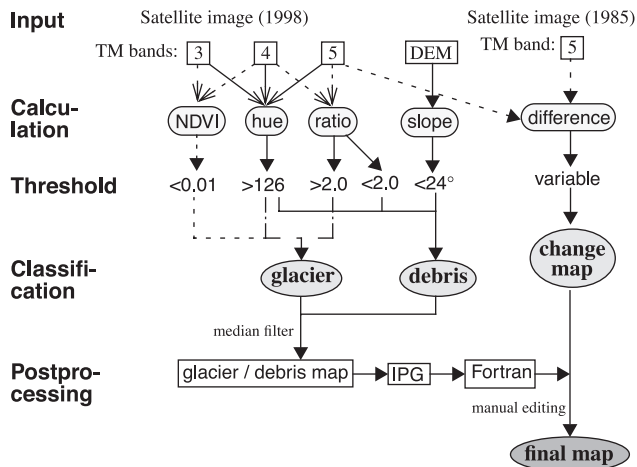 Input
Satellite image (1998)
Satellite image (1985)
TM bands: 3 4 5
DEM
TM band: 5
Calcu-
lation
NDVI
hue
ratio
slope
difference
Threshold
<0.01
>126
>2.0
<2.0
<24°
variable
Classifi-
cation
glacier
debris
change
map
median filter
Postpro-
cessing
glacier / debris map
IPG
Fortran
manual editing
final map